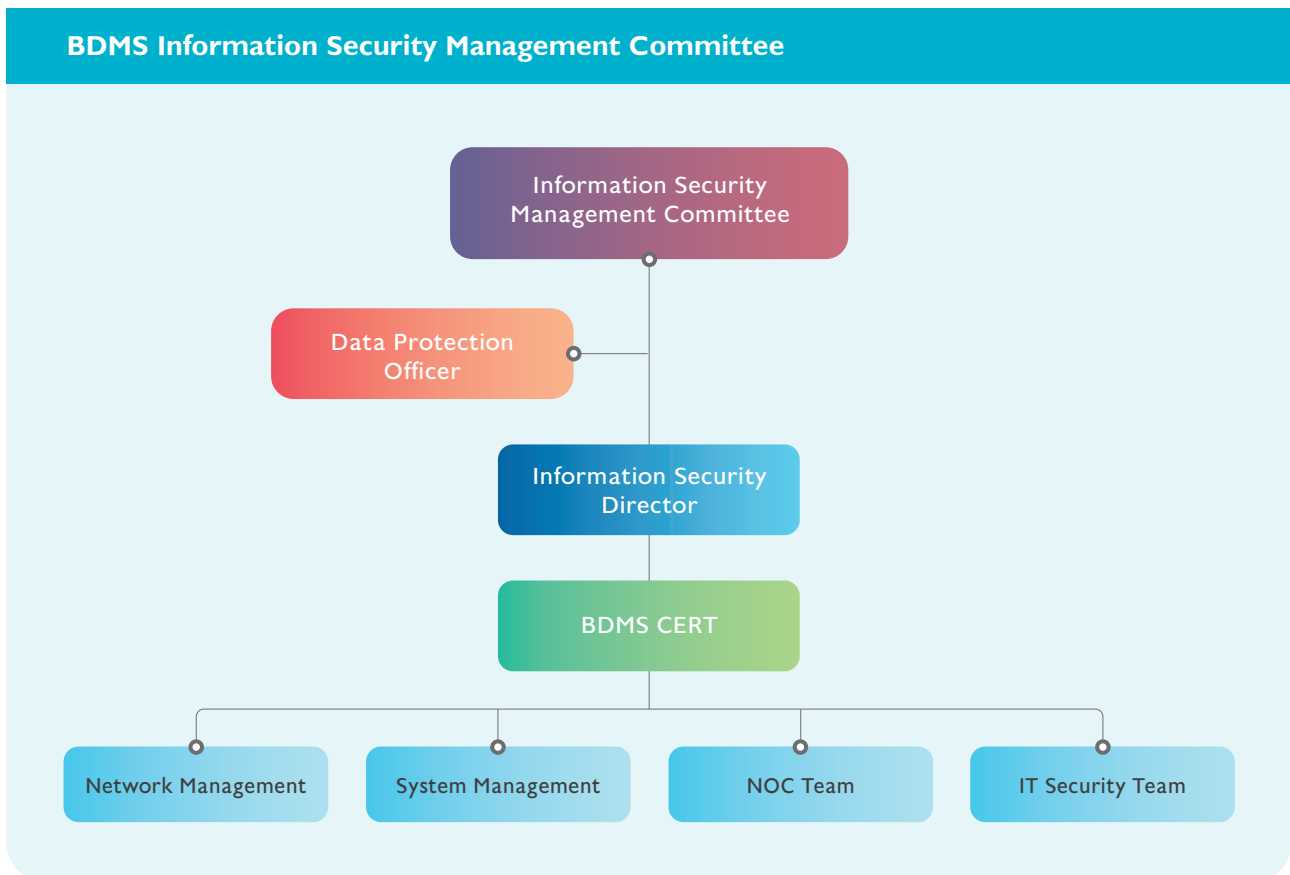 BDMS Information Security Management Committee
Information Security
Management Committee
Data Protection
Officer
Information Security
Director
BDMS CERT
Network Management
System Management
NOC Team
IT Security Team